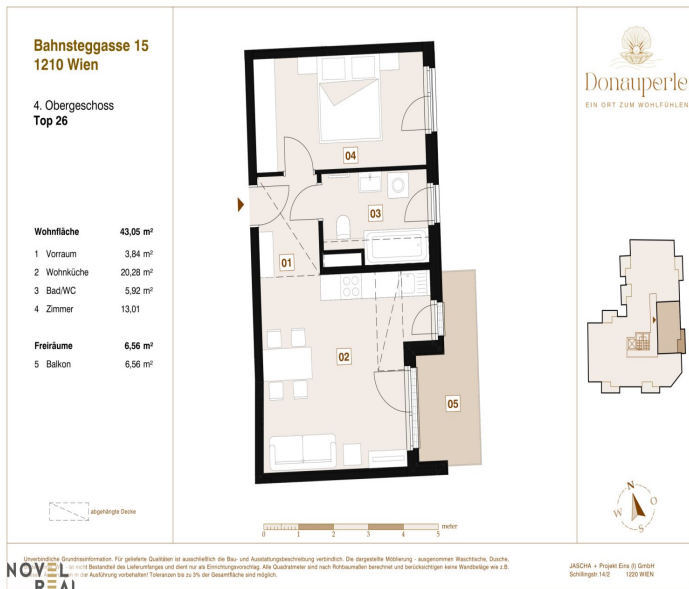 Bahnsteggasse 15
1210 Wien
4. Obergeschoss
Top 26
Wohnfläche 43,05 m²
1 Vorraum 3,84 m²
2 Wohnküche 20,28 m²
3 Bad/WC 5,92 m²
4 Zimmer 13,01
Freiräume 6,56 m²
5 Balkon 6,56 m²
abgehängte Decke
04
03
01
02
05
0 1 2 3 4 5 meter
Donauperle
EIN ORT ZUM WOHLFÜHLEN
N
W O
S
Unverbindliche Grundrissinformation. Für gelieferte Qualitäten ist ausschließlich die Bau- und Ausstattungsbeschreibung verbindlich. Die dargestellte Möblierung - ausgenommen Waschtische, Dusche,
ist nicht Bestandteil des Lieferumfanges und dient nur als Einrichtungsvorschlag. Alle Quadratmeter sind nach Rohbaumaßen berechnet und berücksichtigen keine Wandbeläge wie z.B.
in der Ausführung vorbehalten! Toleranzen bis zu 3% der Gesamtfläche sind möglich.
JASCHA + Projekt Eins (I) GmbH
Schillingstr.14/2 1220 WIEN
NOVEL
REAL